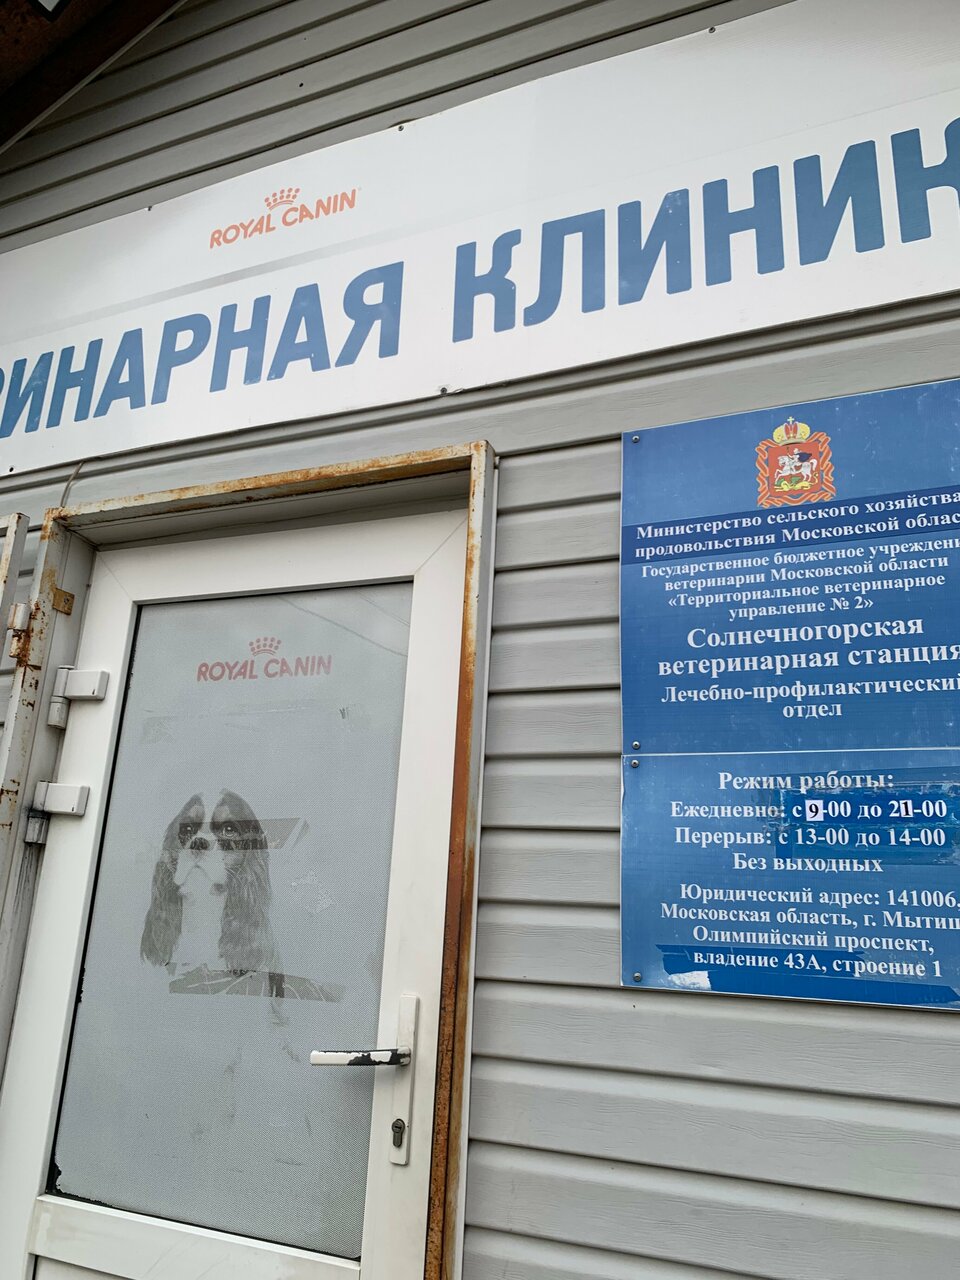 ROYAL CANIN
РИНАРНАЯ КЛИНИК
ROYAL CANIN
Министерство сельского хозяйства
продовольствия Московской облас
Государственное бюджетное учреждени
ветеринарии Московской области
«Территориальное ветеринарное
управление № 2»
Солнечногорская
ветеринарная станция
Лечебно-профилактический
отдел
Режим работы:
Ежедневно: с 9-00 до 21-00
Перерыв: с 13-00 до 14-00
Без выходных
Юридический адрес: 141006,
Московская область, г. Мытищ
Олимпийский проспект,
владение 43А, строение 1